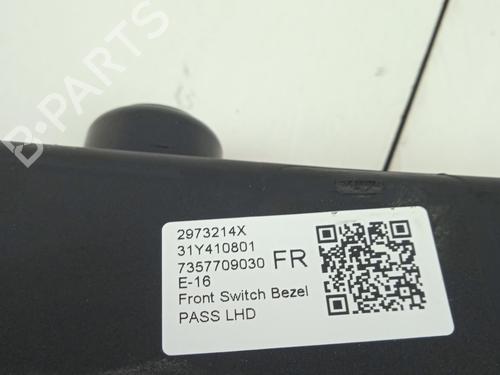 B-PARTS
2973214X
31Y410801
7357709030 FR
E-16
Front Switch Bezel
PASS LHD